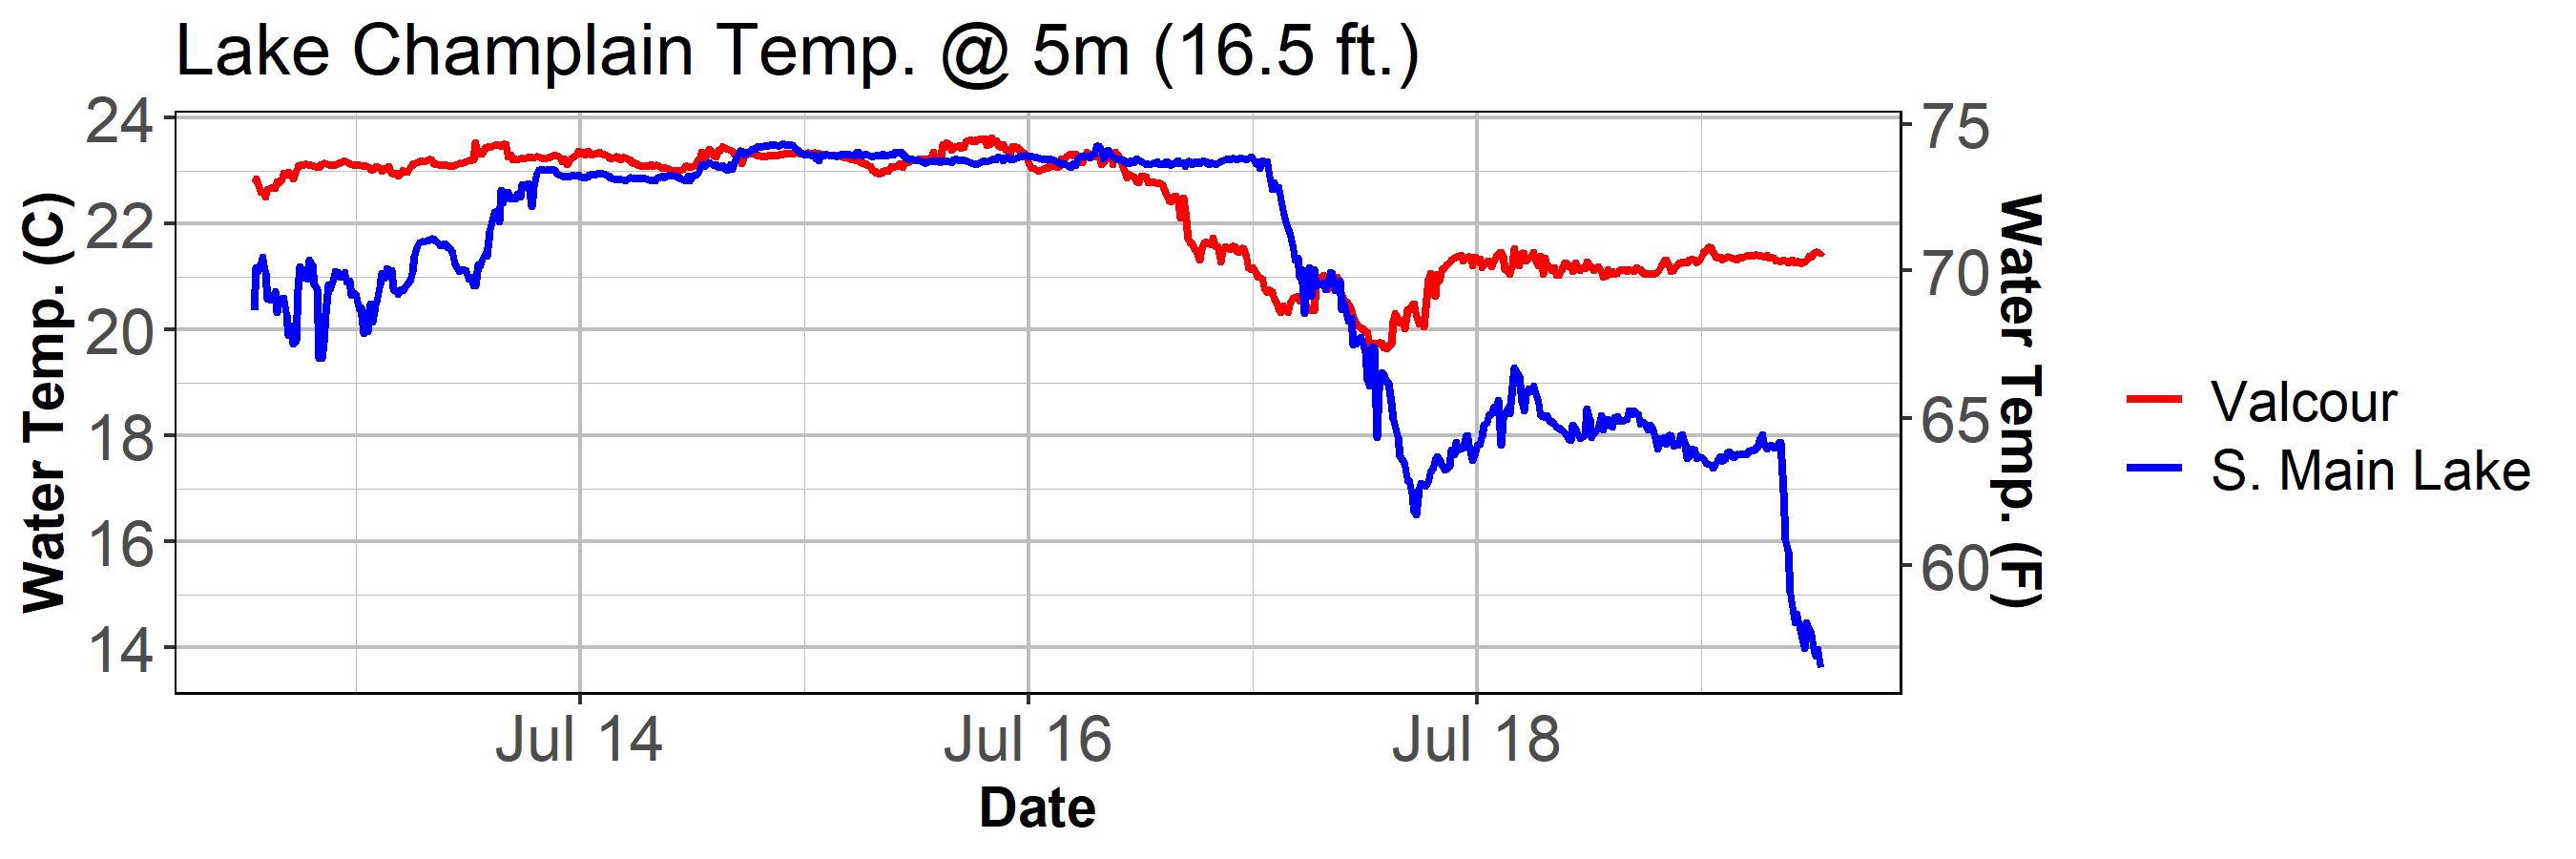 Lake Champlain Temp. @ 5m (16.5 ft.)
Water Temp. (C)
24
22
20
18
16
14
75
70
65
60
Water Temp. (F)
Jul 14
Jul 16
Jul 18
Date
Valcour
S. Main Lake